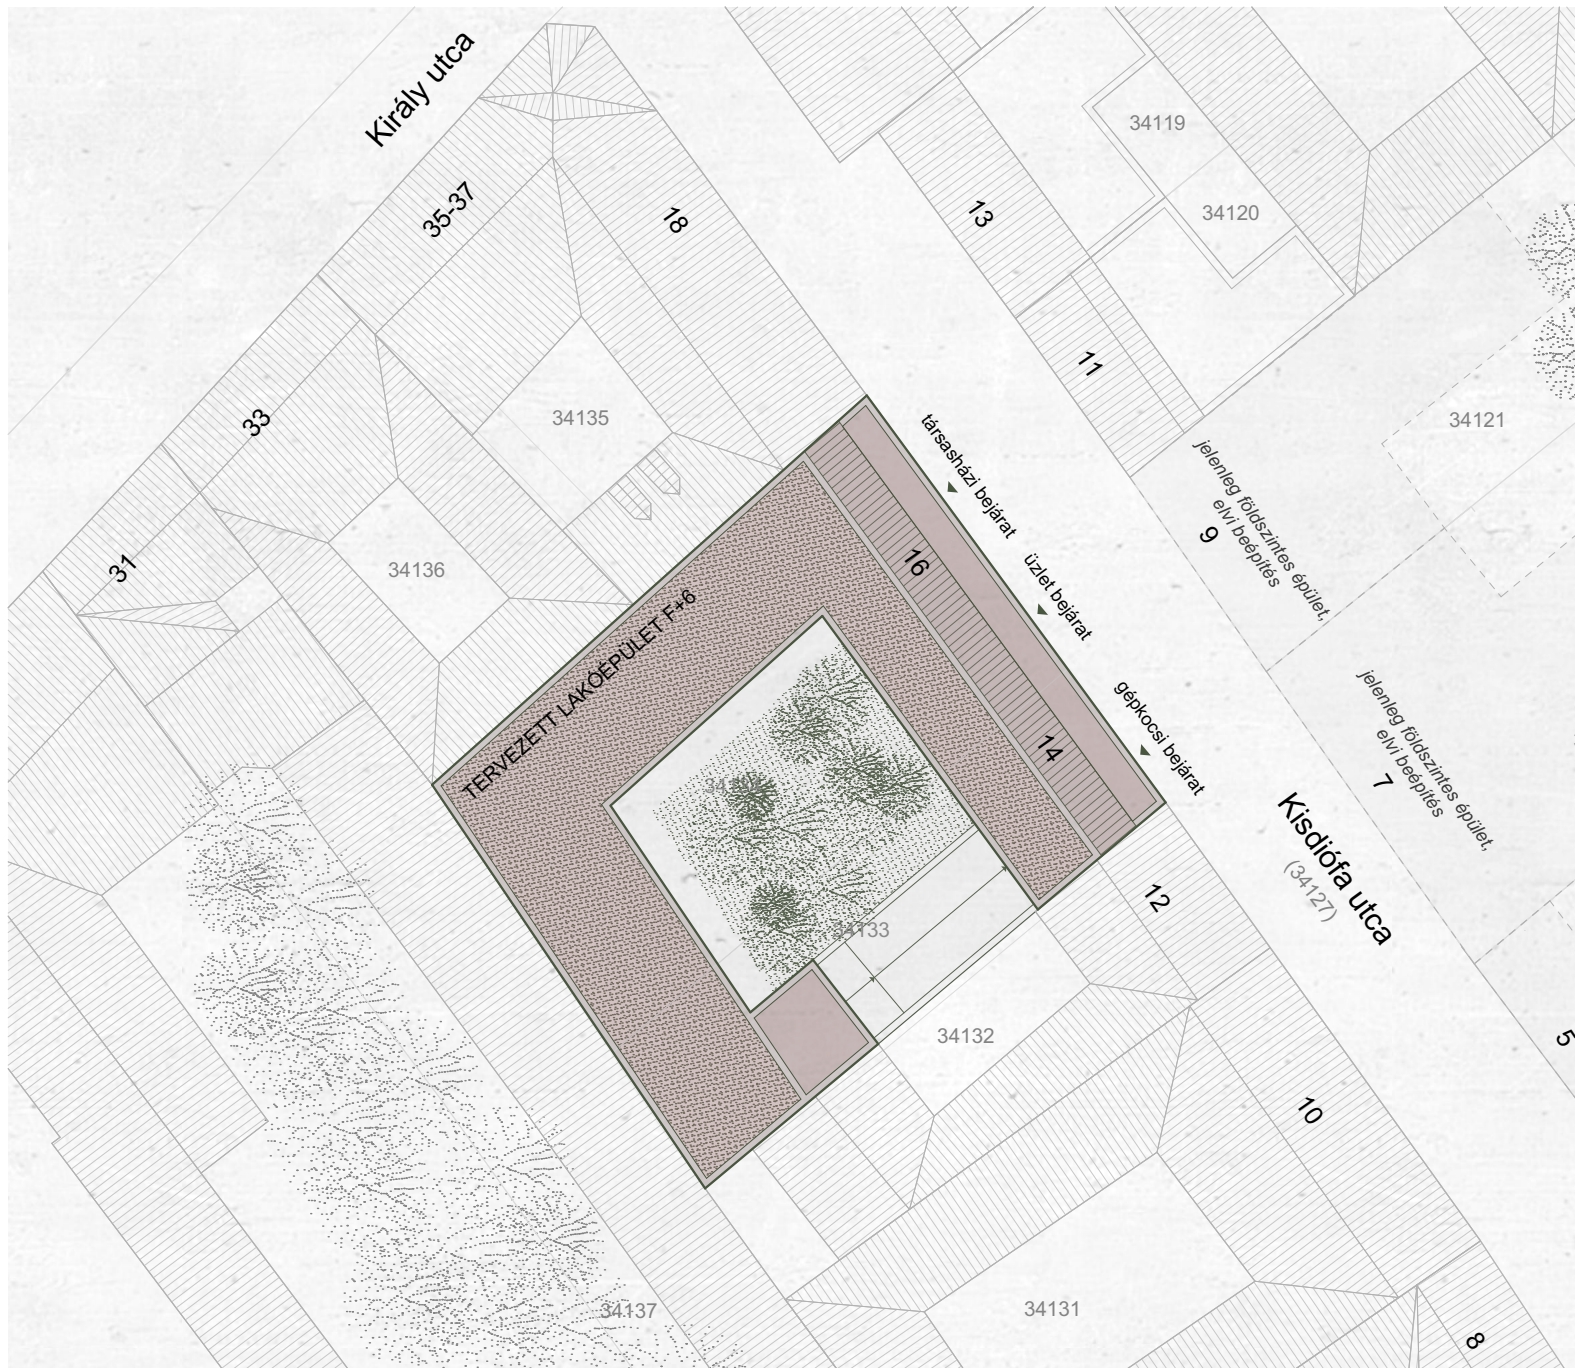 Király utca
35-37
18
13
34119
34120
11
33
34135
34121
31
34136
társasházi bejárat
üzlet bejárat
gépkocsi bejárat
jelenleg földszintes épület,
elvi beépítés
9
jelenleg földszintes épület,
elvi beépítés
7
16
14
TERVEZETT LAKÓÉPÜLET F+6
Kisdiófa utca
(34127)
12
34133
34132
5
10
34137
34131
8